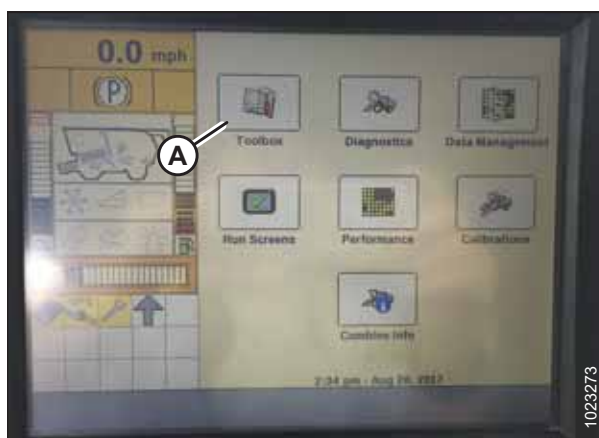 0.0 mph
(P)
A
Toolbox
Diagnostics
Data Management
Run Screens
Performance
Calibrations
Combine Info
2:34 pm - Aug 20, 2017
1023273